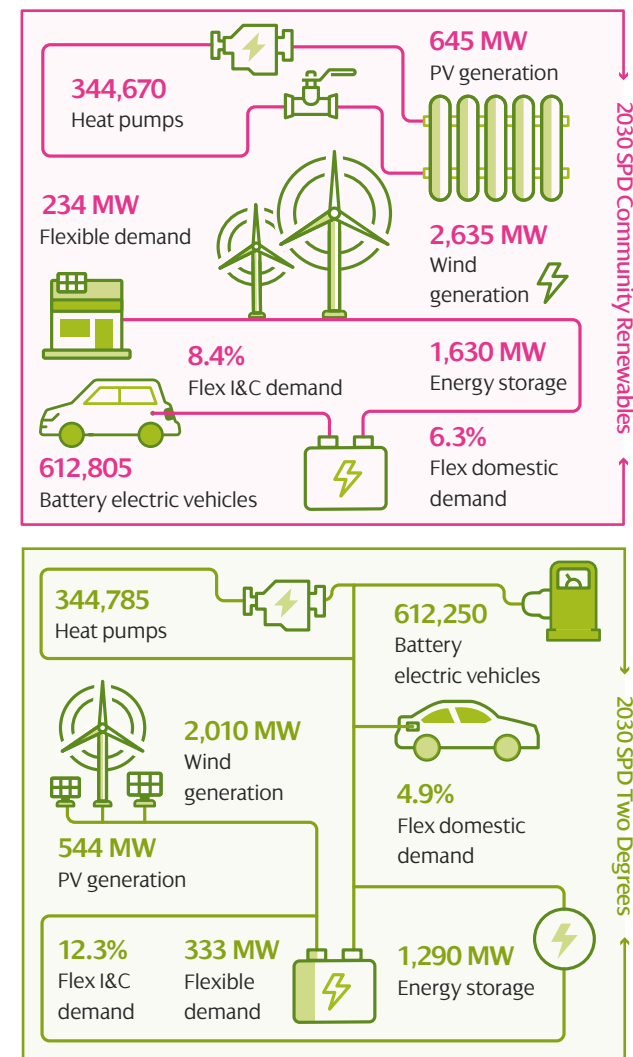 344,670
Heat pumps
645 MW
PV generation
234 MW
Flexible demand
2,635 MW
Wind
generation
8.4%
Flex I&C demand
1,630 MW
Energy storage
612,805
Battery electric vehicles
6.3%
Flex domestic
demand
2030 SPD Community Renewables
344,785
Heat pumps
612,250
Battery
electric vehicles
2,010 MW
Wind
generation
544 MW
PV generation
4.9%
Flex domestic
demand
12.3%
Flex I&C
demand
333 MW
Flexible
demand
1,290 MW
Energy storage
2030 SPD Two Degrees